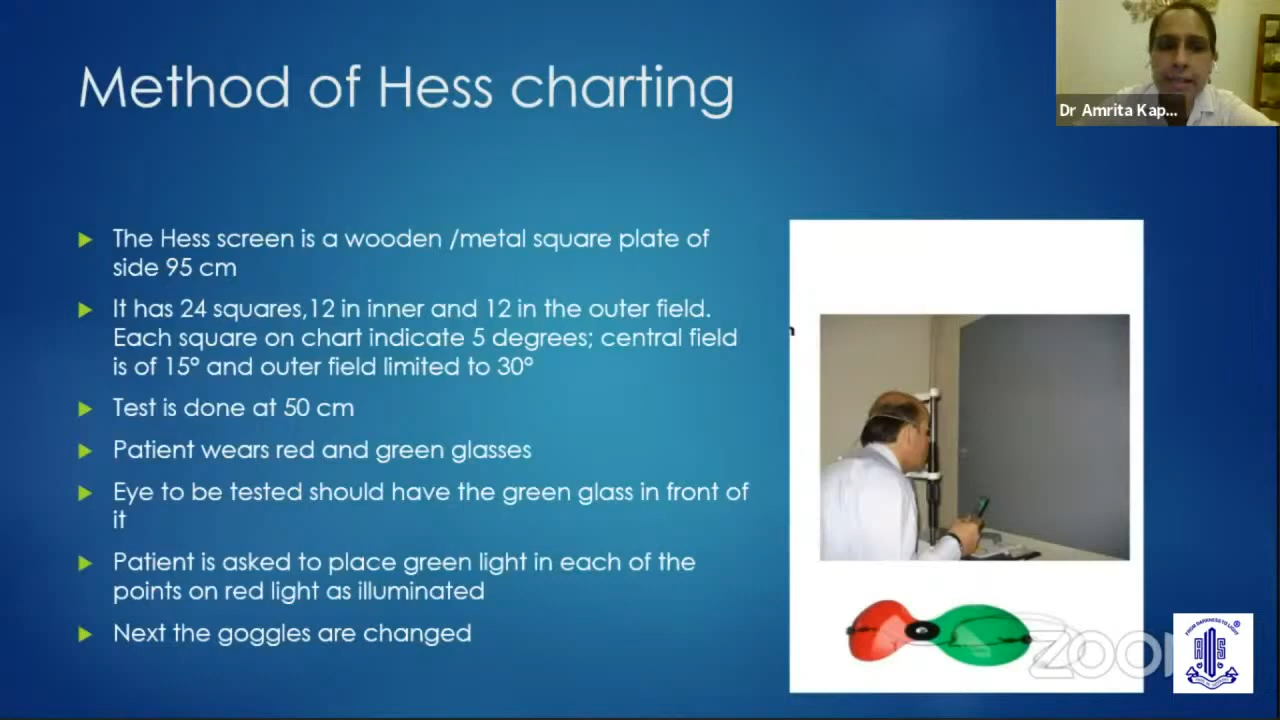 Method of Hess charting
Dr Amrita Kap...
The Hess screen is a wooden /metal square plate of
side 95 cm
It has 24 squares,12 in inner and 12 in the outer field.
Each square on chart indicate 5 degrees; central field
is of 15° and outer field limited to 30°
Test is done at 50 cm
Patient wears red and green glasses
Eye to be tested should have the green glass in front of
it
Patient is asked to place green light in each of the
points on red light as illuminated
Next the goggles are changed
zoom